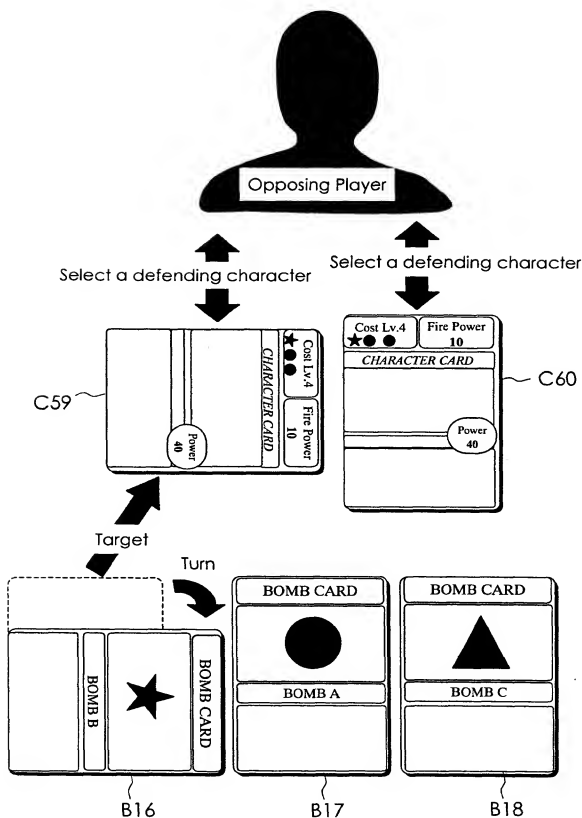 Opposing Player
Select a defending character
Select a defending character
Cost Lv.4
Fire Power
10
CHARACTER CARD
Power
40
C59
Cost Lv.4
Fire Power
10
CHARACTER CARD
Power
40
C60
Target
Turn
BOMB CARD
BOMB B
B16
BOMB CARD
BOMB A
B17
BOMB CARD
BOMB C
B18